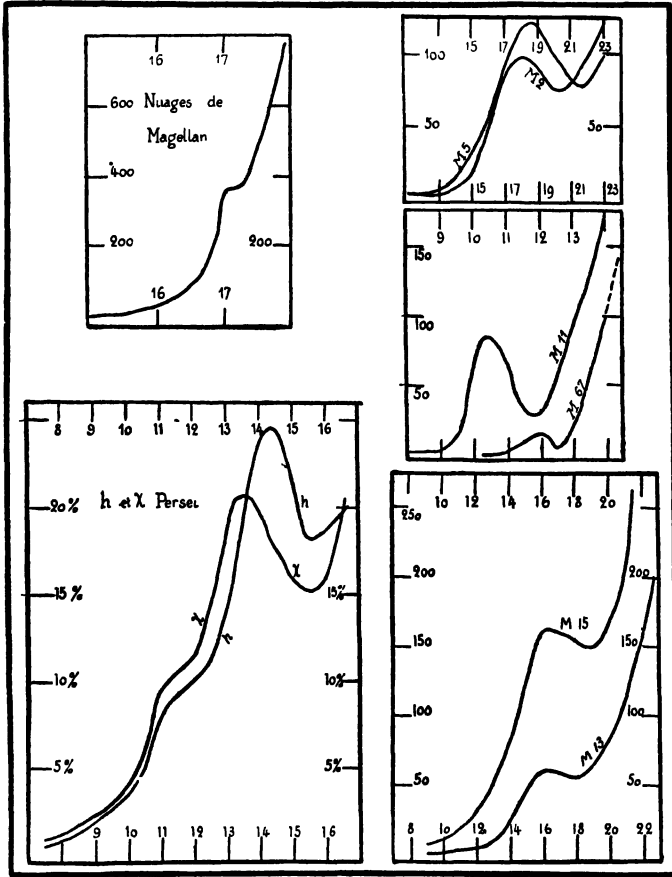 16 17
600 Nuages de
Magellan
400
200 200
16 17
15 17 19 21 23
100
M2
50 50
M5
15 17 19 21 23
9 10 11 12 13
150
100
M 11
50
M 67
8 9 10 11 12 13 14 15 16
20% h et χ Persei h
15% χ 15%
χ h
10% 10%
5% 5%
9 10 11 12 13 14 15 16
10 12 14 16 18 20
250
200 200
M 15
150 150
100 100
M 13
50 50
8 10 12 14 16 18 20 22